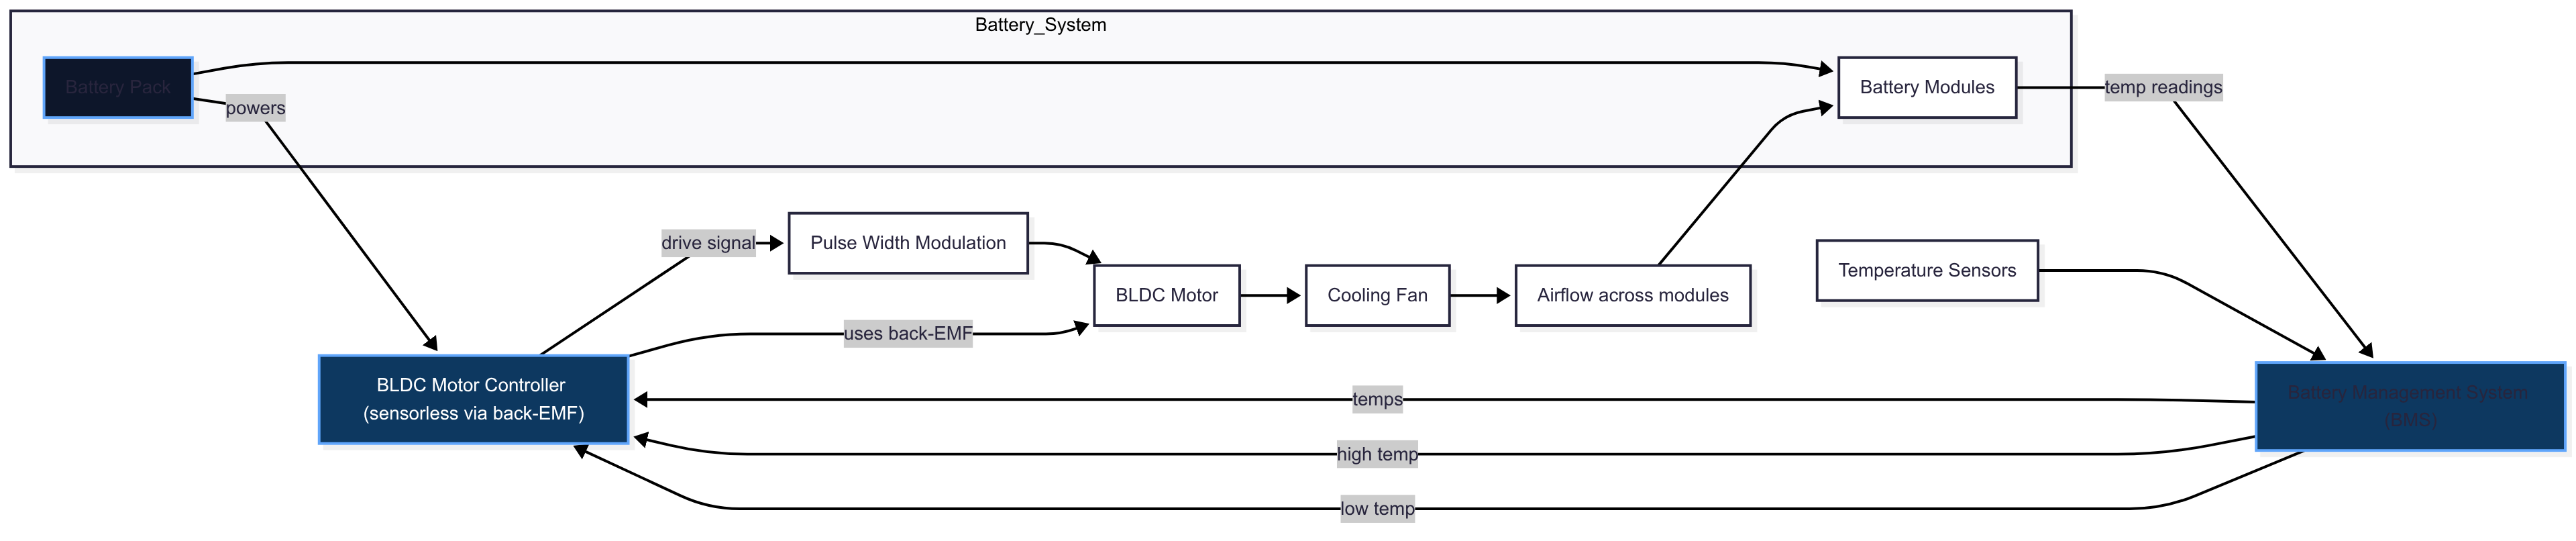 Battery_System
Battery Pack
Battery Modules
temp readings
powers
drive signal
Pulse Width Modulation
Temperature Sensors
BLDC Motor
Cooling Fan
Airflow across modules
uses back-EMF
BLDC Motor Controller
(sensorless via back-EMF)
temps
Battery Management System
(BMS)
high temp
low temp